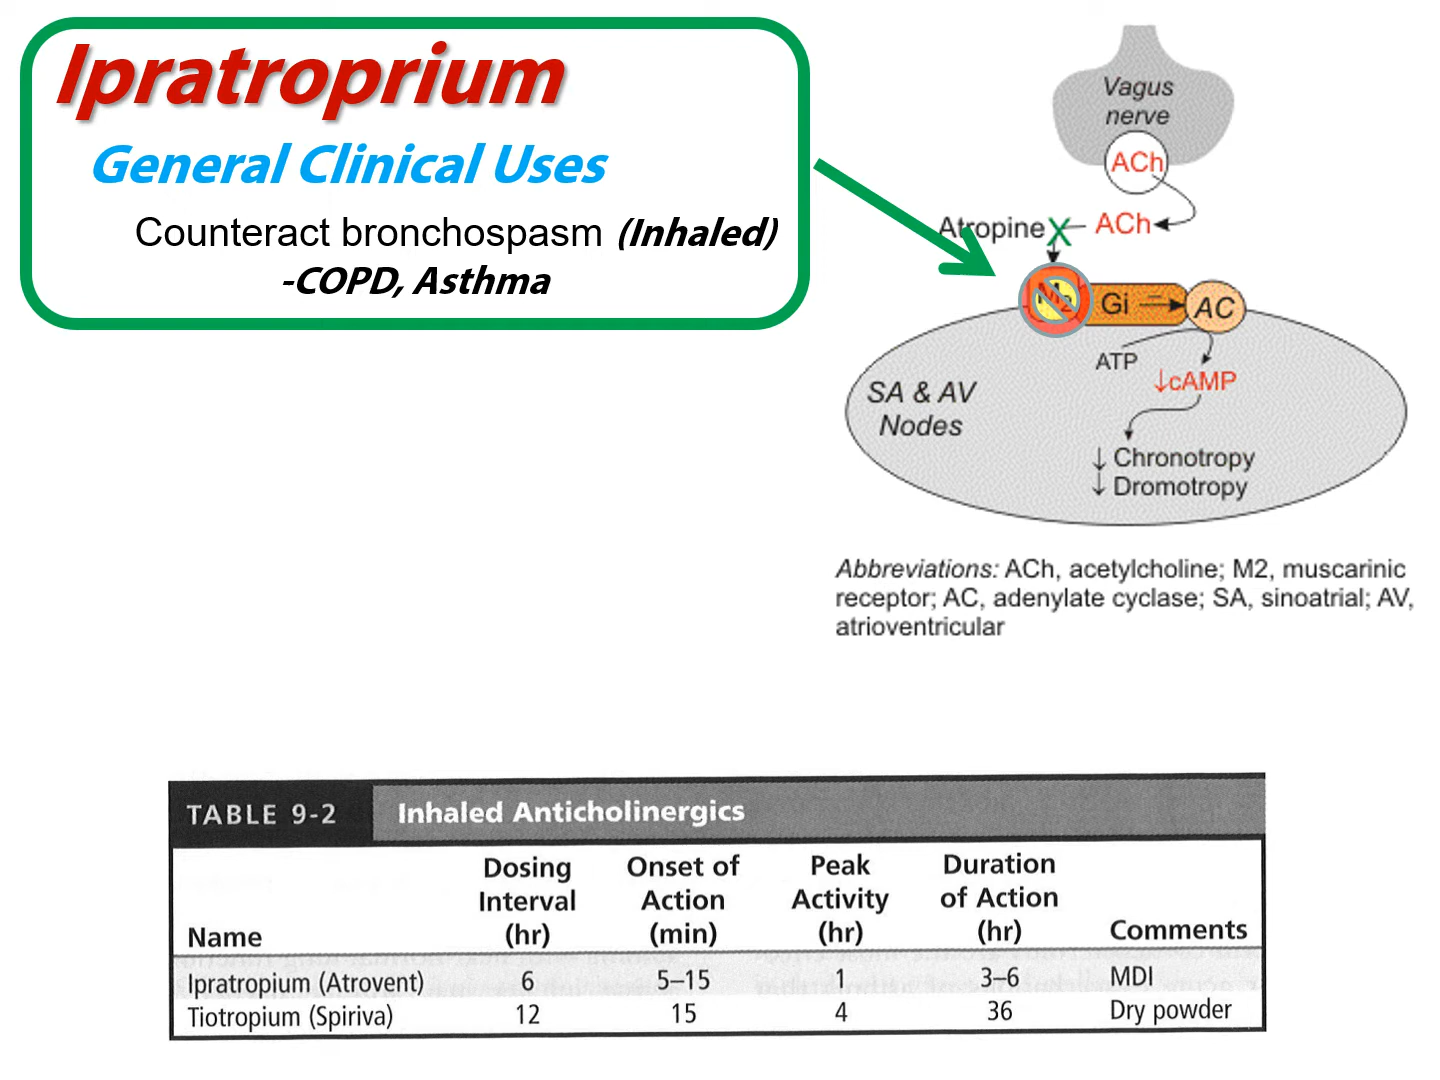 Ipratroprium
General Clinical Uses
Counteract bronchospasm (Inhaled)
-COPD, Asthma
Vagus
nerve
ACh
Atropine X ACh
M2 Gi AC
ATP
↓cAMP
SA & AV
Nodes
↓ Chronotropy
↓ Dromotropy
Abbreviations: ACh, acetylcholine; M2, muscarinic
receptor; AC, adenylate cyclase; SA, sinoatrial; AV,
atrioventricular
TABLE 9-2 Inhaled Anticholinergics
Name Dosing Interval (hr) Onset of Action (min) Peak Activity (hr) Duration of Action (hr) Comments
Ipratropium (Atrovent) 6 5–15 1 3–6 MDI
Tiotropium (Spiriva) 12 15 4 36 Dry powder